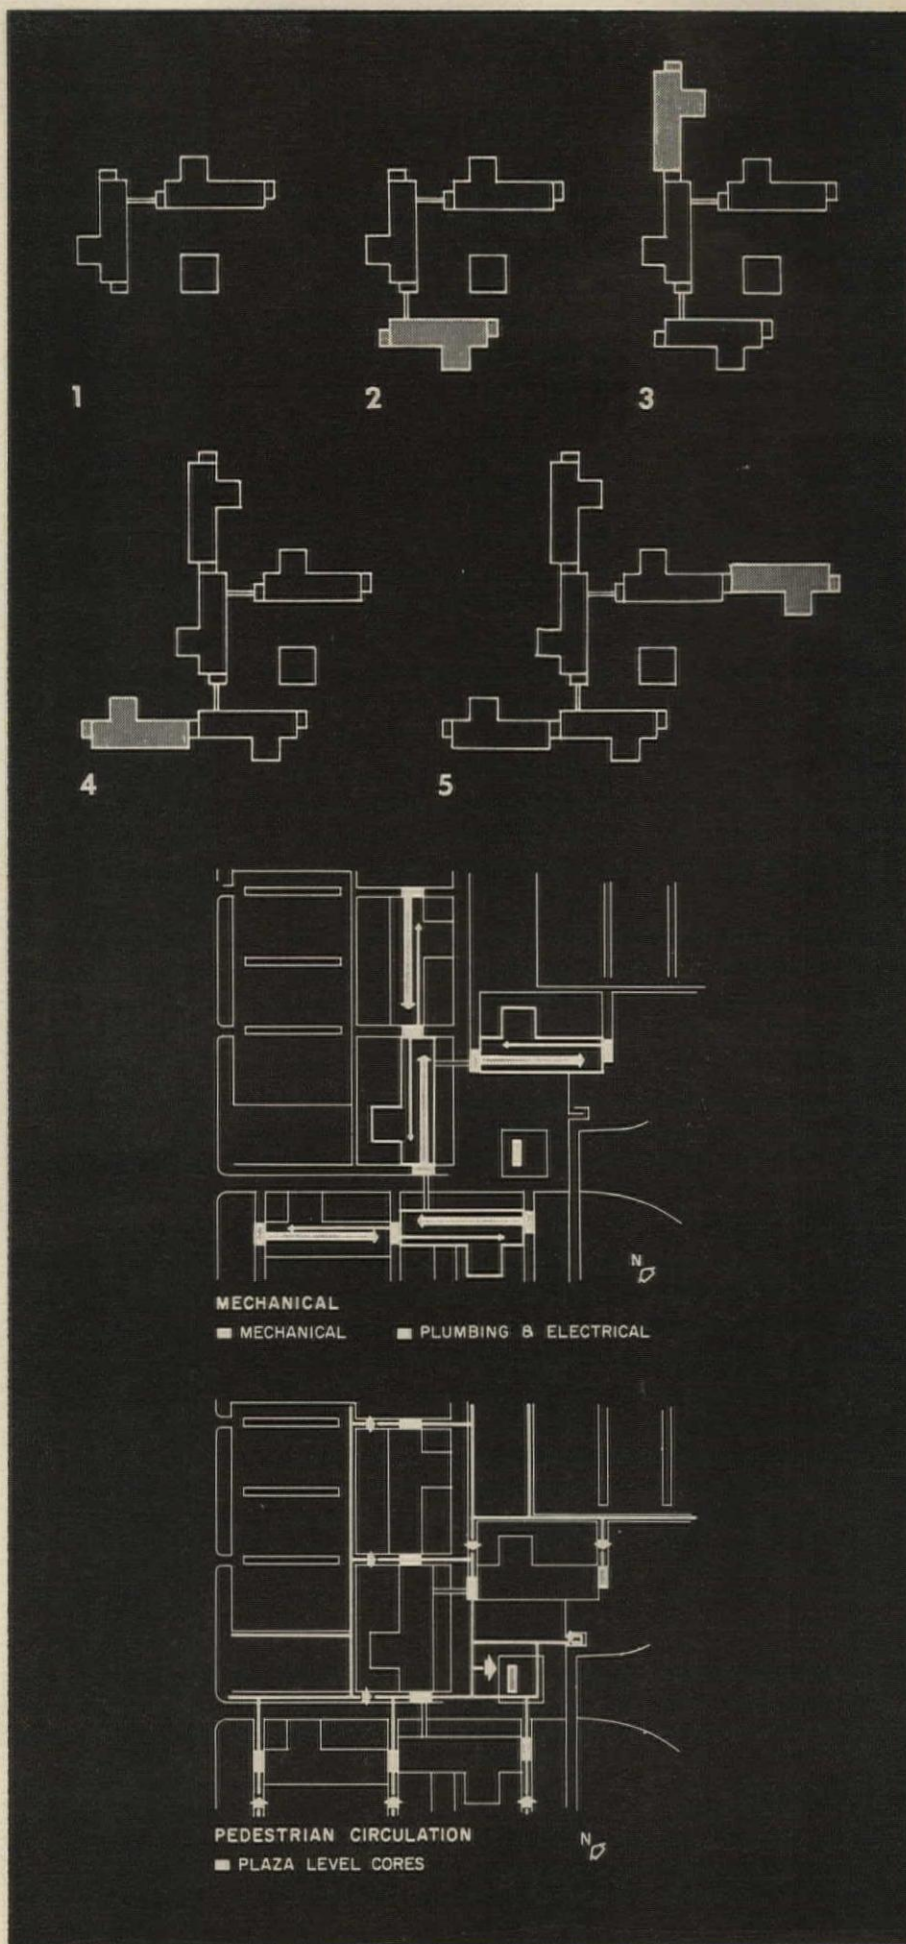 1
2
3
4
5
N
MECHANICAL
MECHANICAL PLUMBING & ELECTRICAL
PEDESTRIAN CIRCULATION
N
PLAZA LEVEL CORES